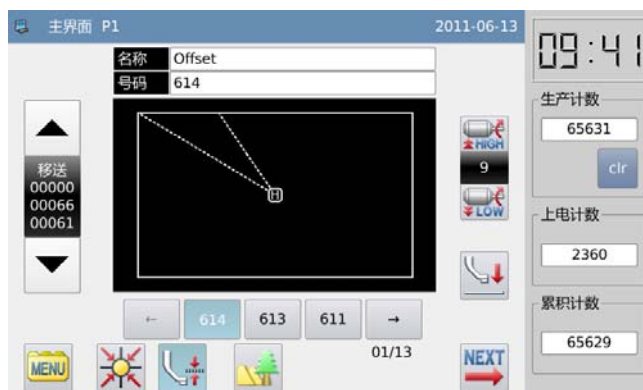 主界面 P1
2011-06-13
09:41
名称
Offset
号码
614
移送
00000
00066
00061
H
HIGH
9
LOW
←
614
613
611
→
01/13
MENU
NEXT
生产计数
65631
clr
上电计数
2360
累积计数
65629